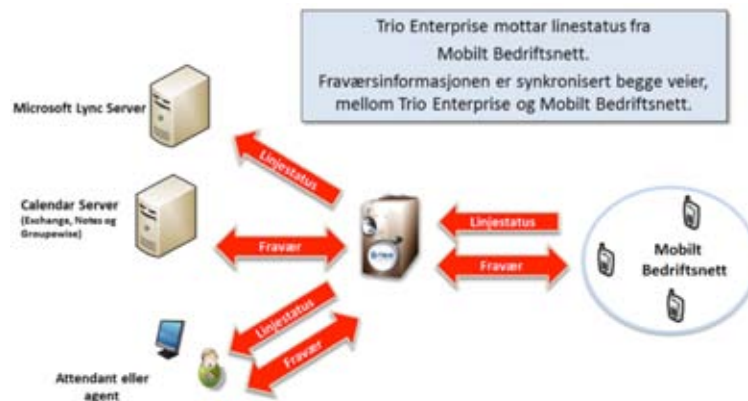 Trio Enterprise mottar linestatus fra
Mobilt Bedriftsnett.
Fraværsinformasjonen er synkronisert begge veier,
mellom Trio Enterprise og Mobilt Bedriftsnett.
Microsoft Lync Server
Linjestatus
Calendar Server
(Exchange, Notes og
Groupewise)
Fravær
Linjestatus
Fravær
Mobilt
Bedriftsnett
Linjestatus
Fravær
Attendant eller
agent